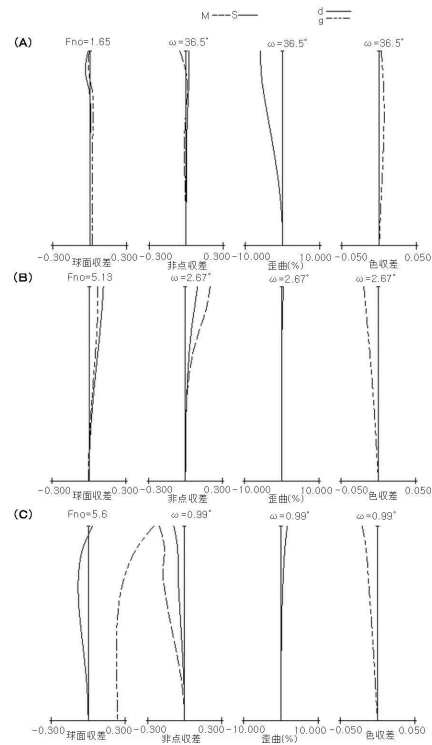 M S d
g
(A)
Fno=1.65 ω=36.5° ω=36.5° ω=36.5°
-0.300 0.300 -0.300 0.300 -10.000 10.000 -0.050 0.050
球面収差 非点収差 歪曲(%) 色収差
(B)
Fno=5.13 ω=2.67° ω=2.67° ω=2.67°
-0.300 0.300 -0.300 0.300 -10.000 10.000 -0.050 0.050
球面収差 非点収差 歪曲(%) 色収差
(C)
Fno=5.6 ω=0.99° ω=0.99° ω=0.99°
-0.300 0.300 -0.300 0.300 -10.000 10.000 -0.050 0.050
球面収差 非点収差 歪曲(%) 色収差